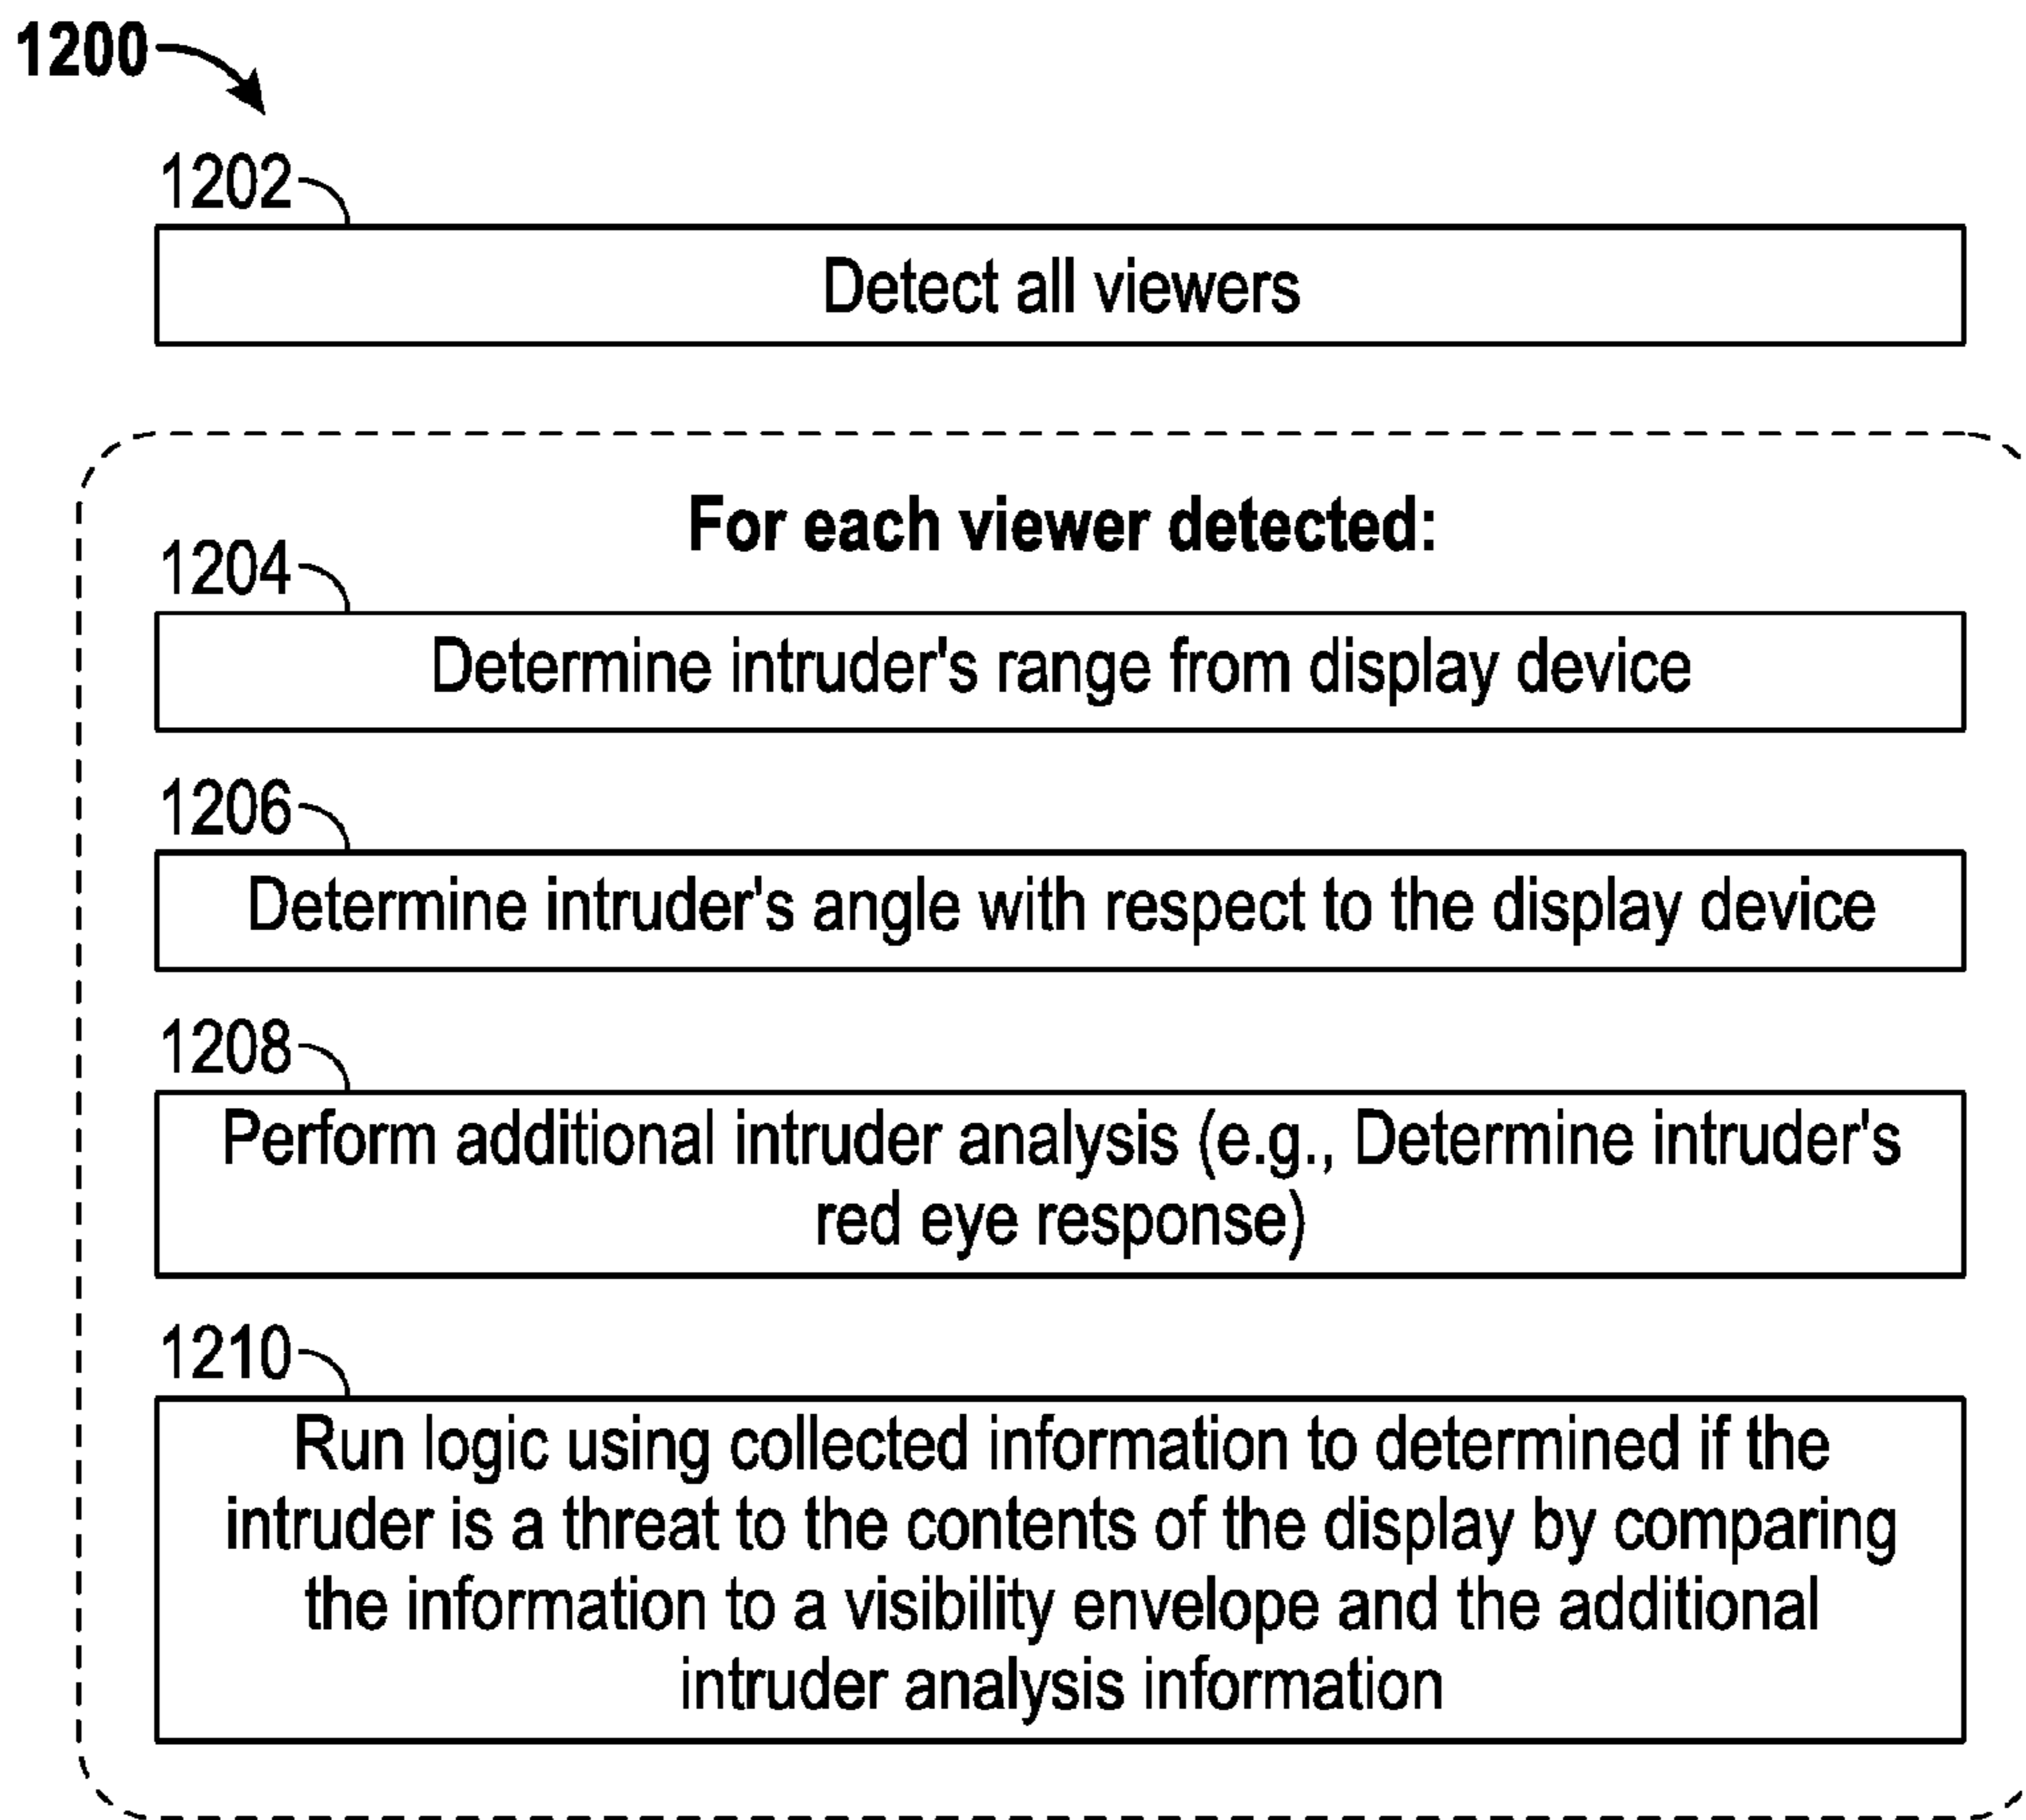 1200
1202
Detect all viewers
For each viewer detected:
1204
Determine intruder's range from display device
1206
Determine intruder's angle with respect to the display device
1208
Perform additional intruder analysis (e.g., Determine intruder's
red eye response)
1210
Run logic using collected information to determined if the
intruder is a threat to the contents of the display by comparing
the information to a visibility envelope and the additional
intruder analysis information